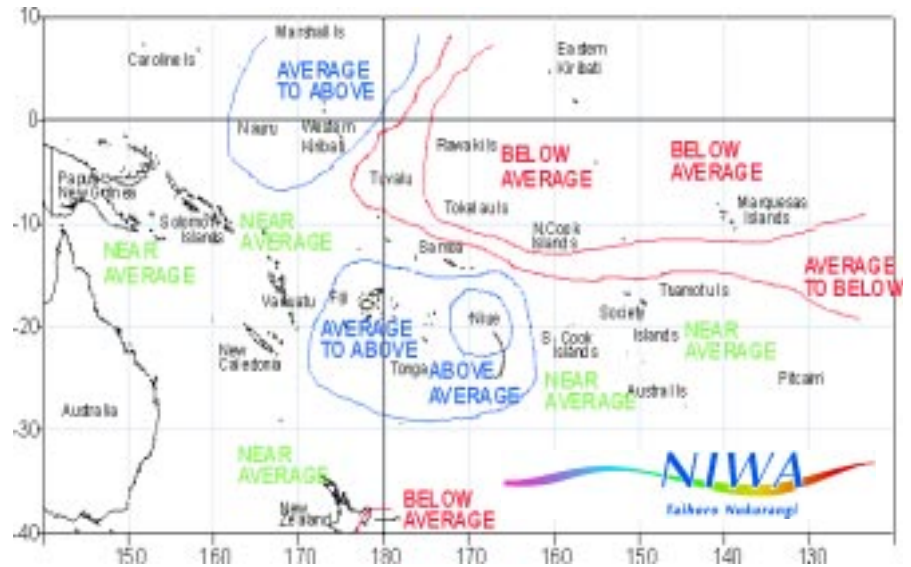 10
Marshall Is
Caroline Is
Eastern
Kiribati
AVERAGE
TO ABOVE
0
Nauru
Western
Kiribati
Rawaki Is
BELOW
AVERAGE
BELOW
AVERAGE
Papua
New Guinea
Tuvalu
Tokelau Is
Marquesas
Islands
-10
Solomon
Islands
NEAR
AVERAGE
NEAR
AVERAGE
N.Cook
Islands
Samoa
AVERAGE
TO BELOW
Tuamotu Is
Vanuatu
Fiji
Niue
Society
Islands
-20
AVERAGE
TO ABOVE
New
Caledonia
S. Cook
Islands
NEAR
AVERAGE
Tonga
ABOVE
AVERAGE
NEAR
AVERAGE
Austral Is
Pitcairn
Australia
-30
NEAR
AVERAGE
NIWA
Taihoro Nukurangi
New
Zealand
BELOW
AVERAGE
-40
150 160 170 180 170 160 150 140 130